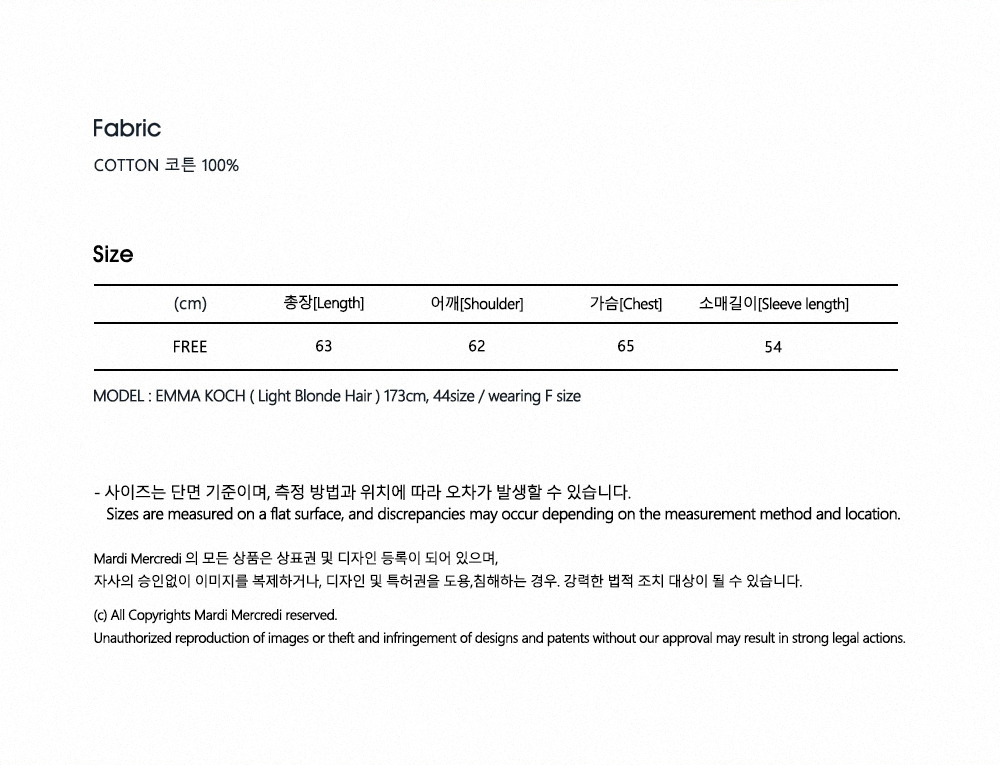 Fabric
COTTON 코튼 100%
Size
(cm) 총장[Length] 어깨[Shoulder] 가슴[Chest] 소매길이[Sleeve length]
FREE 63 62 65 54
MODEL : EMMA KOCH ( Light Blonde Hair ) 173cm, 44size / wearing F size
- 사이즈는 단면 기준이며, 측정 방법과 위치에 따라 오차가 발생할 수 있습니다.
Sizes are measured on a flat surface, and discrepancies may occur depending on the measurement method and location.
Mardi Mercredi 의 모든 상품은 상표권 및 디자인 등록이 되어 있으며,
자사의 승인없이 이미지를 복제하거나, 디자인 및 특허권을 도용,침해하는 경우. 강력한 법적 조치 대상이 될 수 있습니다.
(c) All Copyrights Mardi Mercredi reserved.
Unauthorized reproduction of images or theft and infringement of designs and patents without our approval may result in strong legal actions.